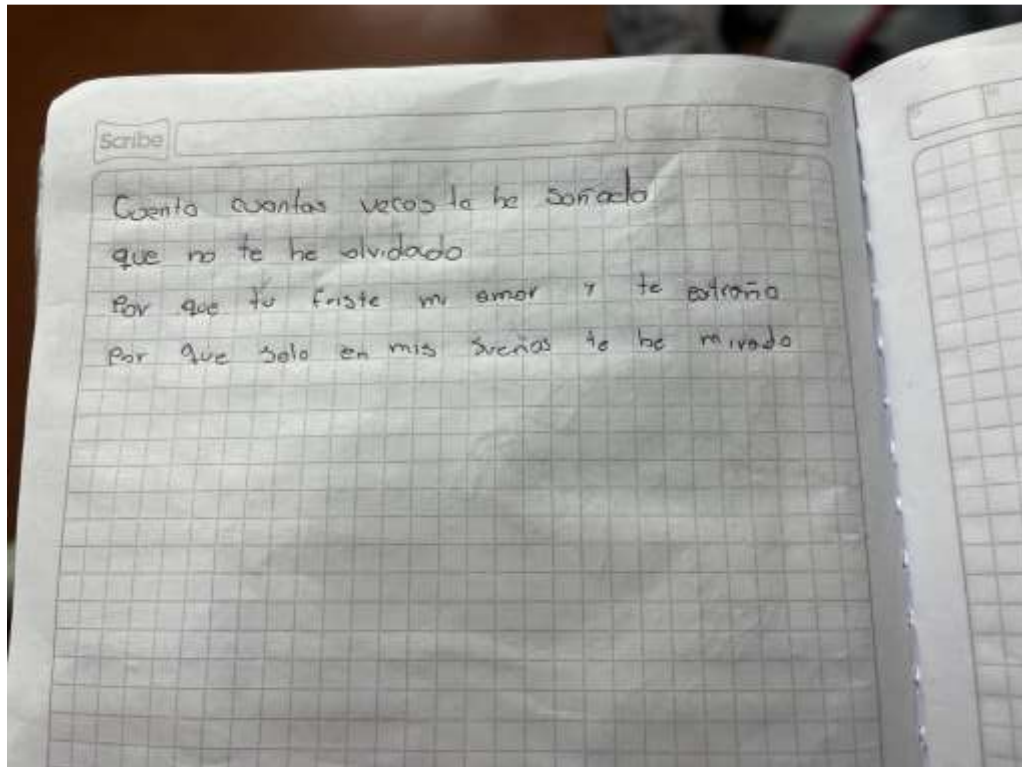 Scribe
Cuento cuantas veces te he soñado
que no te he olvidado
Por que tu fuiste mi amor y te extraño
Por que solo en mis sueños te he mirado